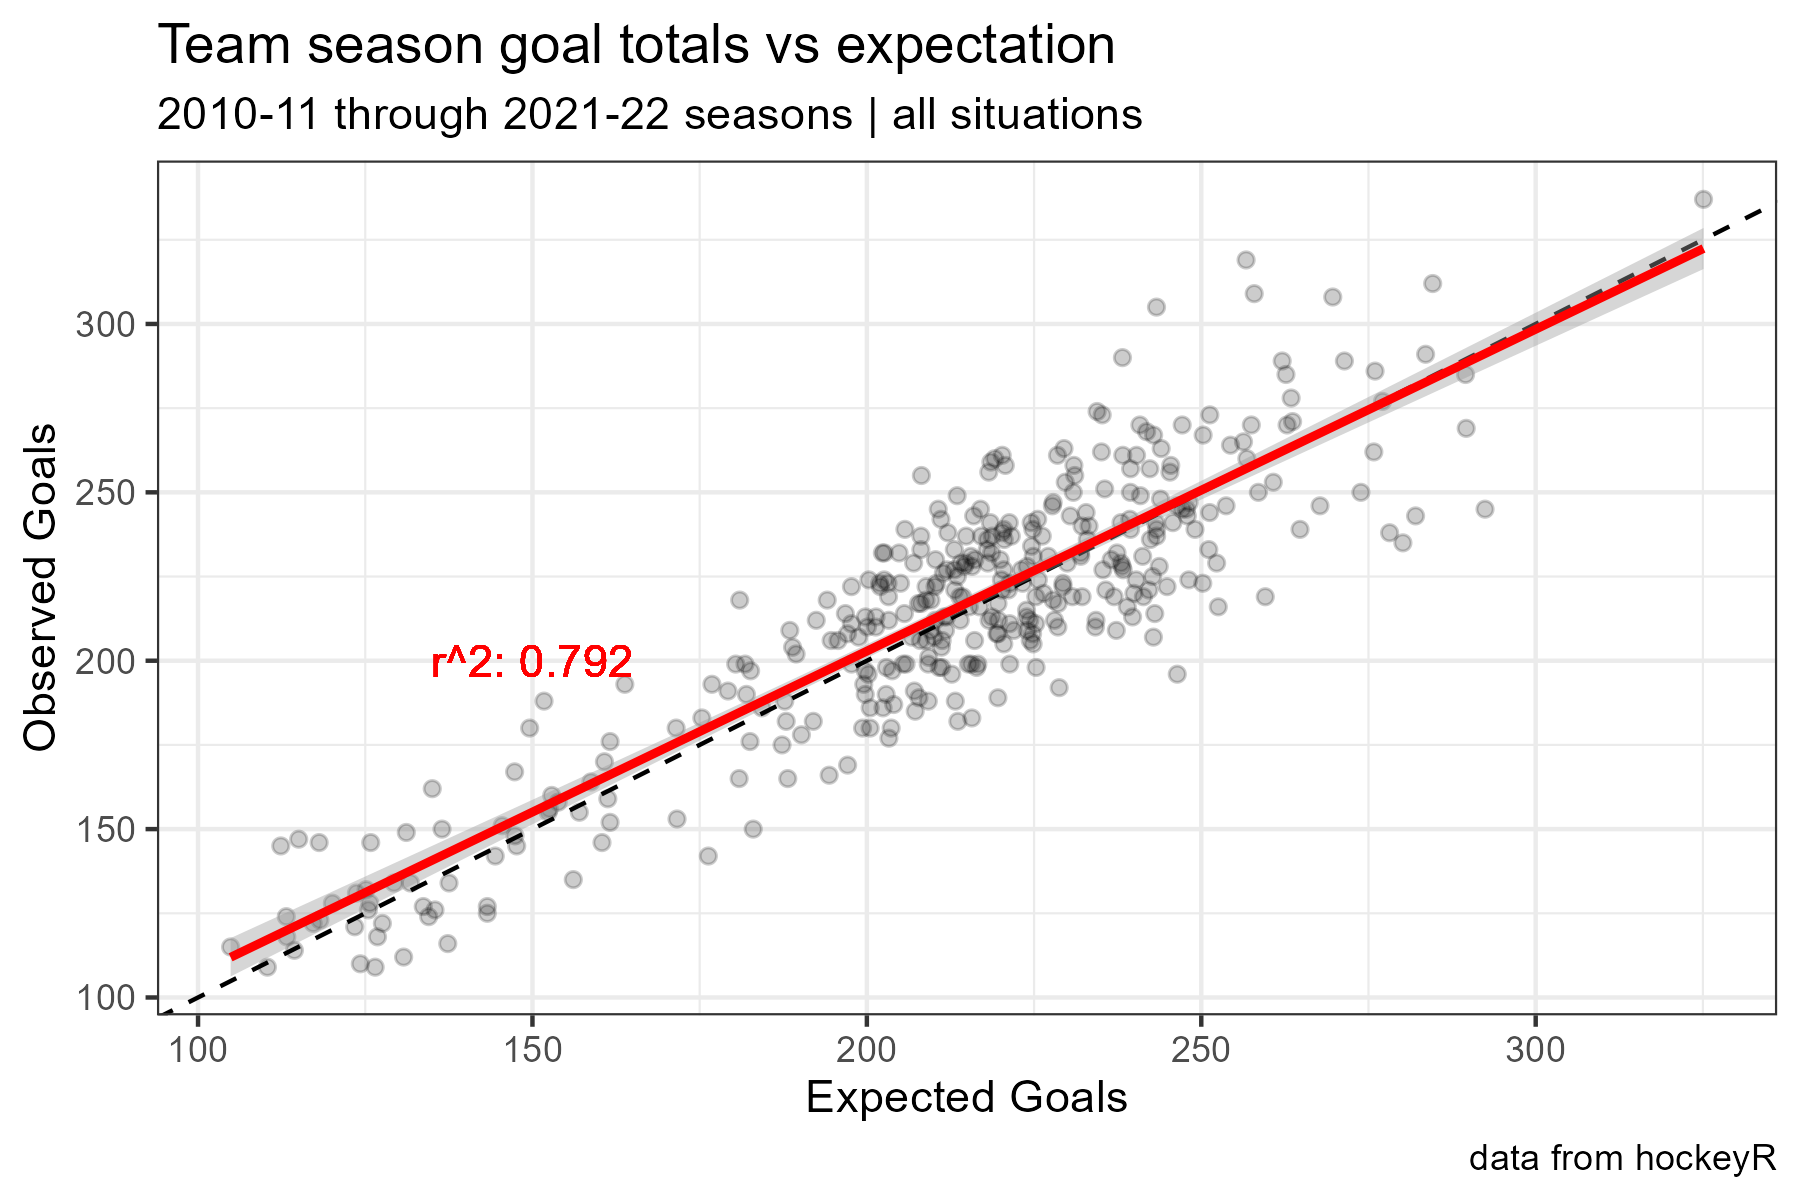 Team season goal totals vs expectation
2010-11 through 2021-22 seasons | all situations
Observed Goals
300
250
200
150
100
r^2: 0.792
100 150 200 250 300
Expected Goals
data from hockeyR